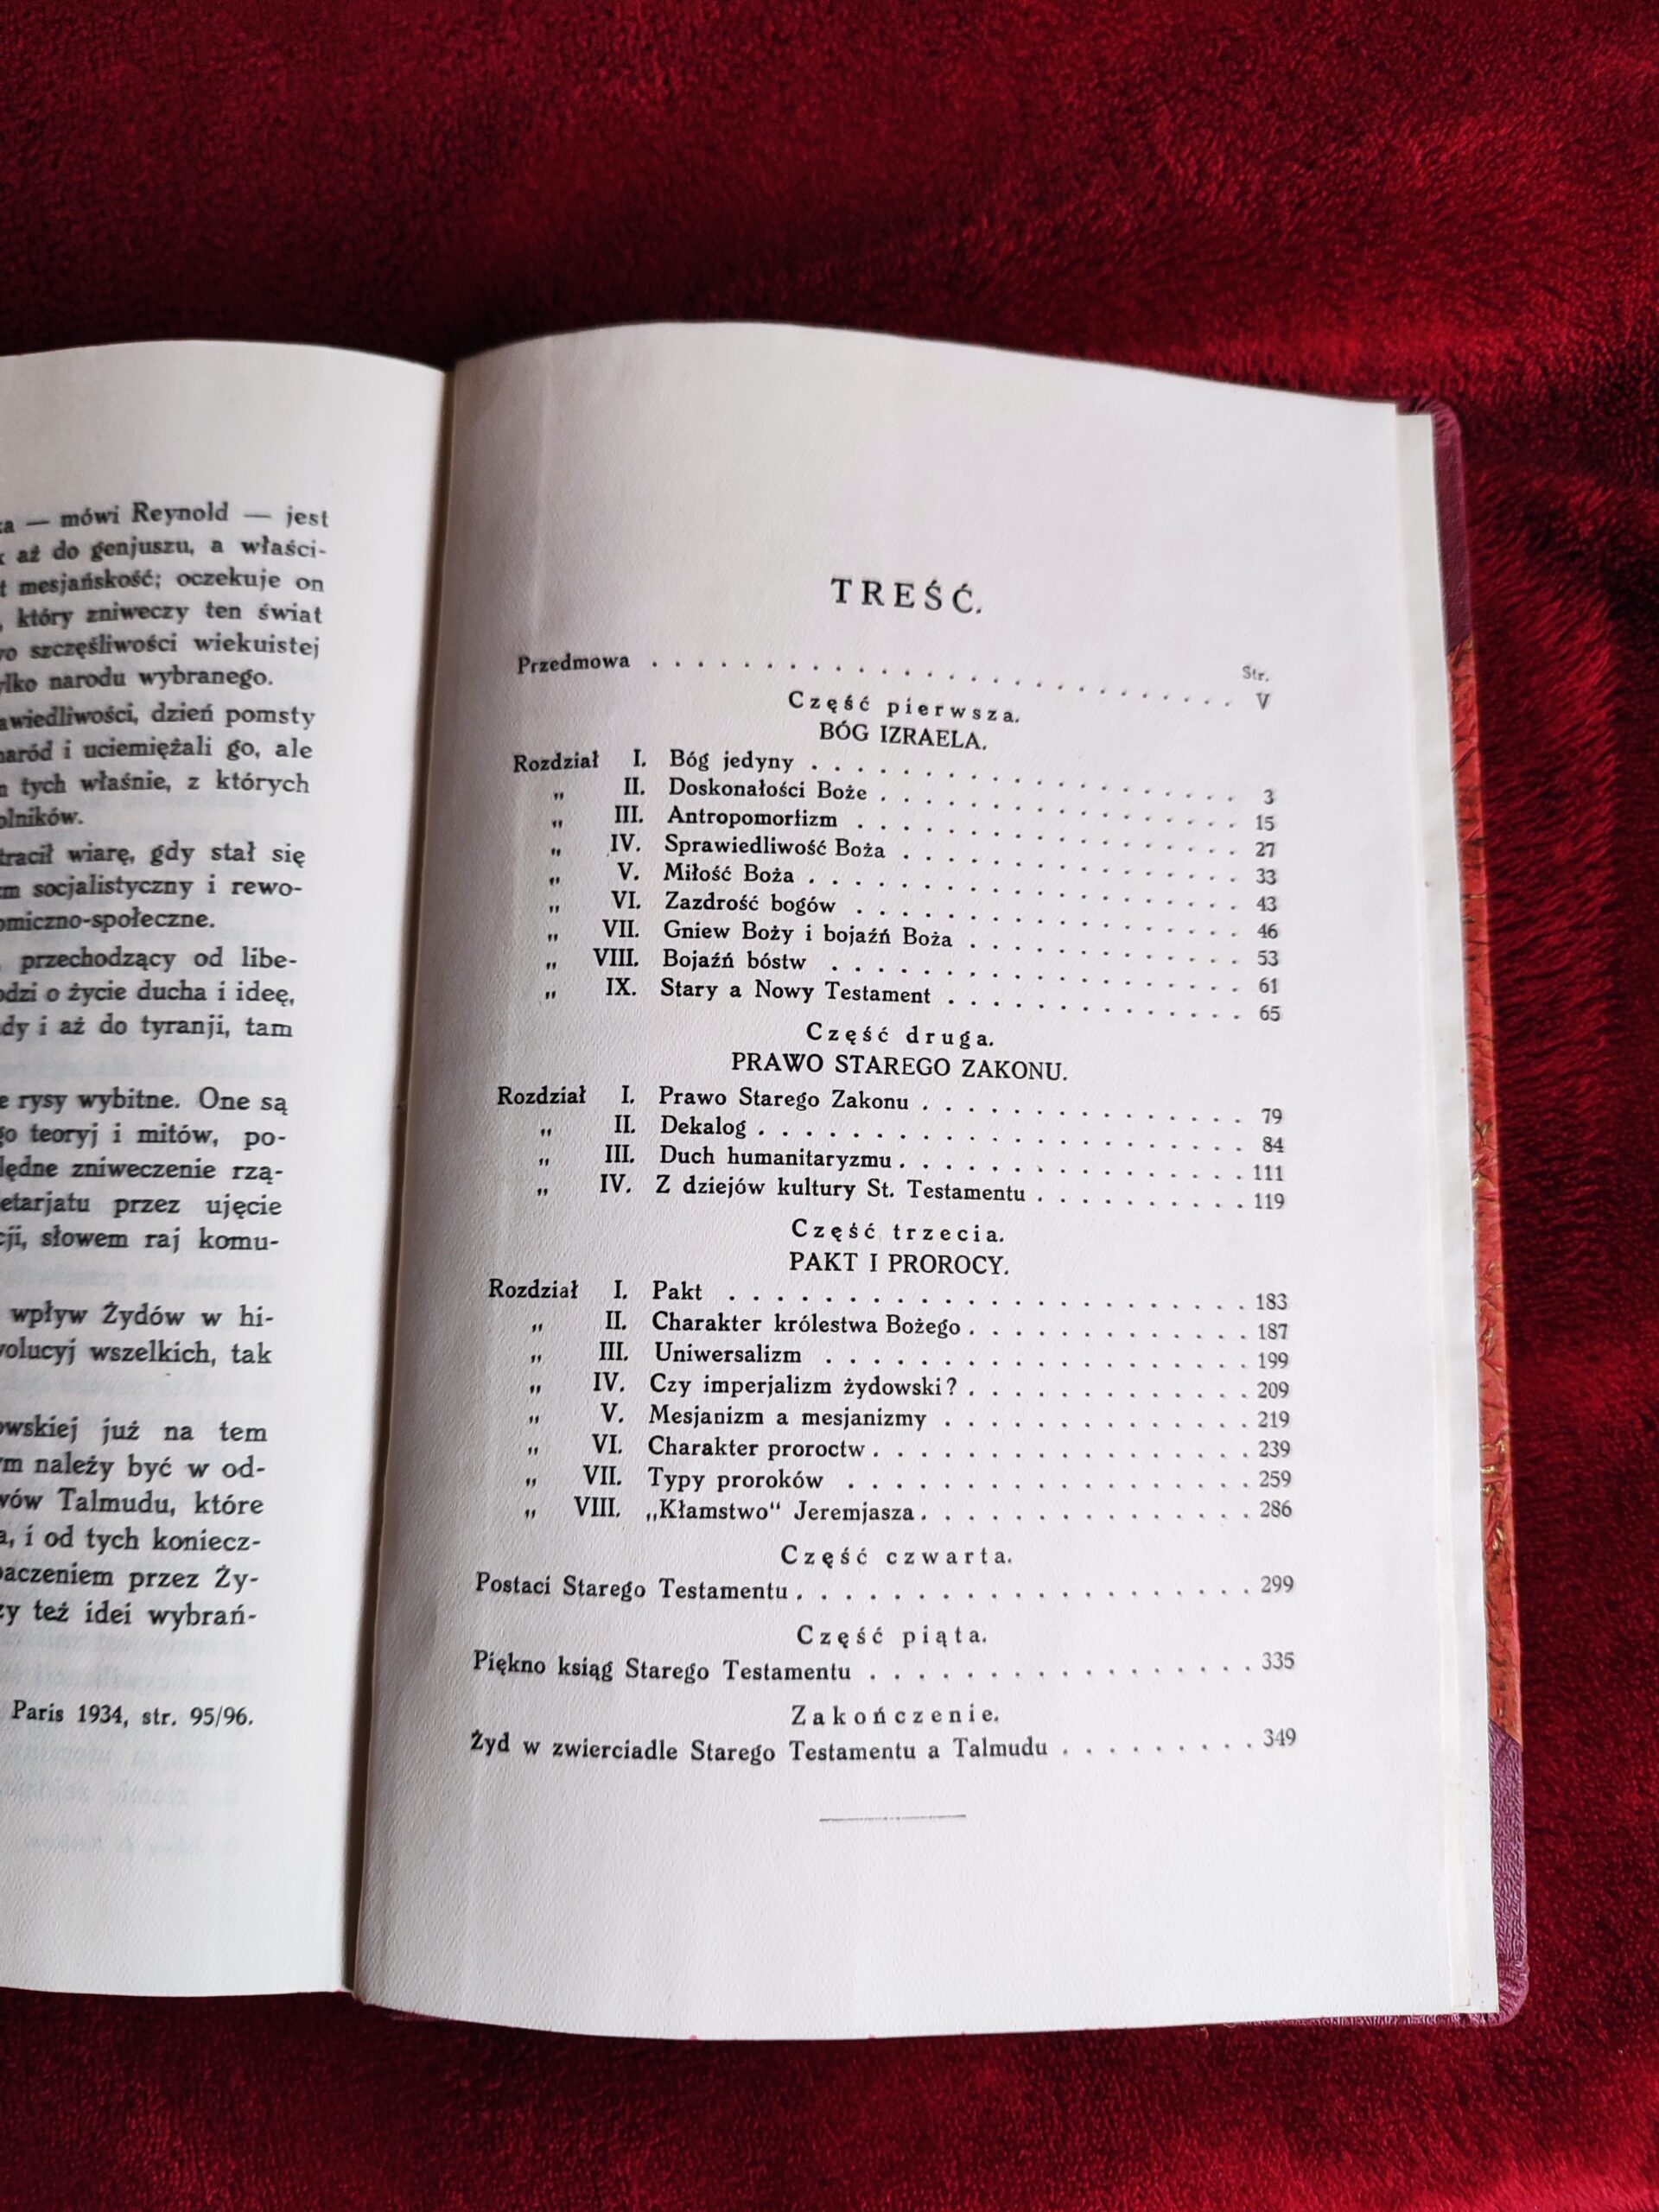 — mówi Reynold — jest
aż do genjuszu, a właści-
mesjańskość; oczekuje on
który zniweczy ten świat
szczęśliwości wiekuistej
narodu wybranego.
dzień pomsty
i uciemiężali go, ale
tych właśnie, z których
wiarę, gdy stał się
socjalistyczny i rewo-
przechodzący od libe-
o życie ducha i ideę,
i aż do tyranji, tam
rysy wybitne. One są
teoryj i mitów, po-
zniweczenie rzą-
przez ujęcie
słowem raj komu-
wpływ Żydów w hi-
wszelkich, tak
już na tem
należy być w od-
Talmudu, które
i od tych koniecz-
przez Ży-
też idei wybrań-
Paris 1934, str. 95/96.
TREŚĆ.
Str.
Przedmowa . . . . . . . . . . . . . . . . . . . . . V
Część pierwsza.
BÓG IZRAELA.
Rozdział I. Bóg jedyny . . . . . . . . . . . . . . . 3
„ II. Doskonałości Boże . . . . . . . . . . . . . 15
„ III. Antropomorfizm . . . . . . . . . . . . . . 27
„ IV. Sprawiedliwość Boża . . . . . . . . . . . . 33
„ V. Miłość Boża . . . . . . . . . . . . . . . . 43
„ VI. Zazdrość bogów . . . . . . . . . . . . . . 46
„ VII. Gniew Boży i bojaźń Boża . . . . . . . . . . 53
„ VIII. Bojaźń bóstw . . . . . . . . . . . . . . . 61
„ IX. Stary a Nowy Testament . . . . . . . . . . . 65
Część druga.
PRAWO STAREGO ZAKONU.
Rozdział I. Prawo Starego Zakonu . . . . . . . . . . . 79
„ II. Dekalog . . . . . . . . . . . . . . . . . . 84
„ III. Duch humanitaryzmu . . . . . . . . . . . . 111
„ IV. Z dziejów kultury St. Testamentu . . . . . . . 119
Część trzecia.
PAKT I PROROCY.
Rozdział I. Pakt . . . . . . . . . . . . . . . . . . 183
„ II. Charakter królestwa Bożego . . . . . . . . . . 187
„ III. Uniwersalizm . . . . . . . . . . . . . . . 199
„ IV. Czy imperjalizm żydowski? . . . . . . . . . . 209
„ V. Mesjanizm a mesjanizmy . . . . . . . . . . . 219
„ VI. Charakter proroctw . . . . . . . . . . . . . 239
„ VII. Typy proroków . . . . . . . . . . . . . . . 259
„ VIII. „Kłamstwo“ Jeremjasza . . . . . . . . . . . 286
Część czwarta.
Postaci Starego Testamentu . . . . . . . . . . . . . . 299
Część piąta.
Piękno ksiąg Starego Testamentu . . . . . . . . . . . . 335
Zakończenie.
Żyd w zwierciadle Starego Testamentu a Talmudu . . . . . . 349